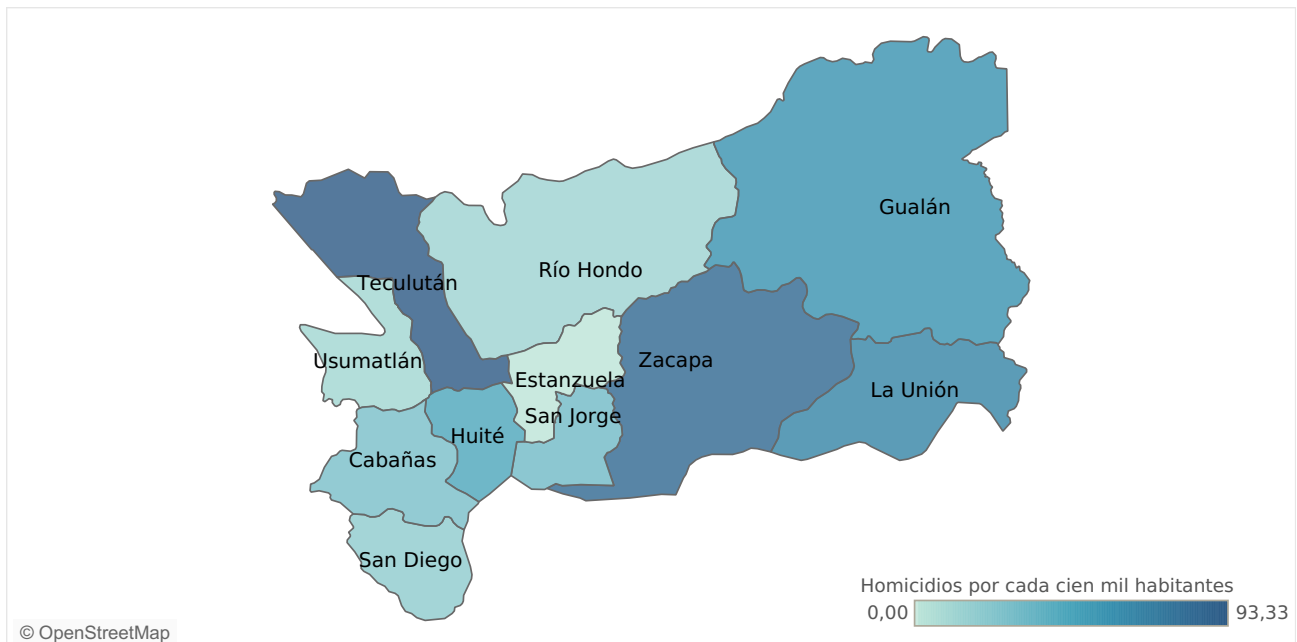 Gualán
Río Hondo
Teculután
Usumatlán
Zacapa
Estanzuela
La Unión
San Jorge
Huité
Cabañas
San Diego
Homicidios por cada cien mil habitantes
0,00 93,33
© OpenStreetMap